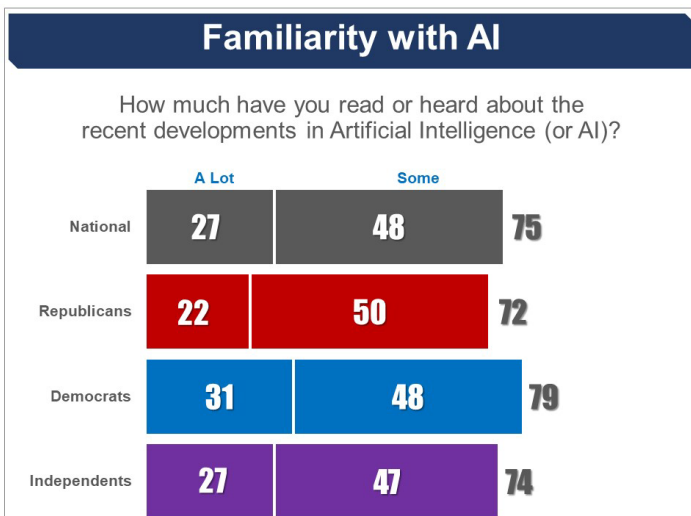 Familiarity with AI
How much have you read or heard about the
recent developments in Artificial Intelligence (or AI)?
A Lot Some
National 27 48 75
Republicans 22 50 72
Democrats 31 48 79
Independents 27 47 74